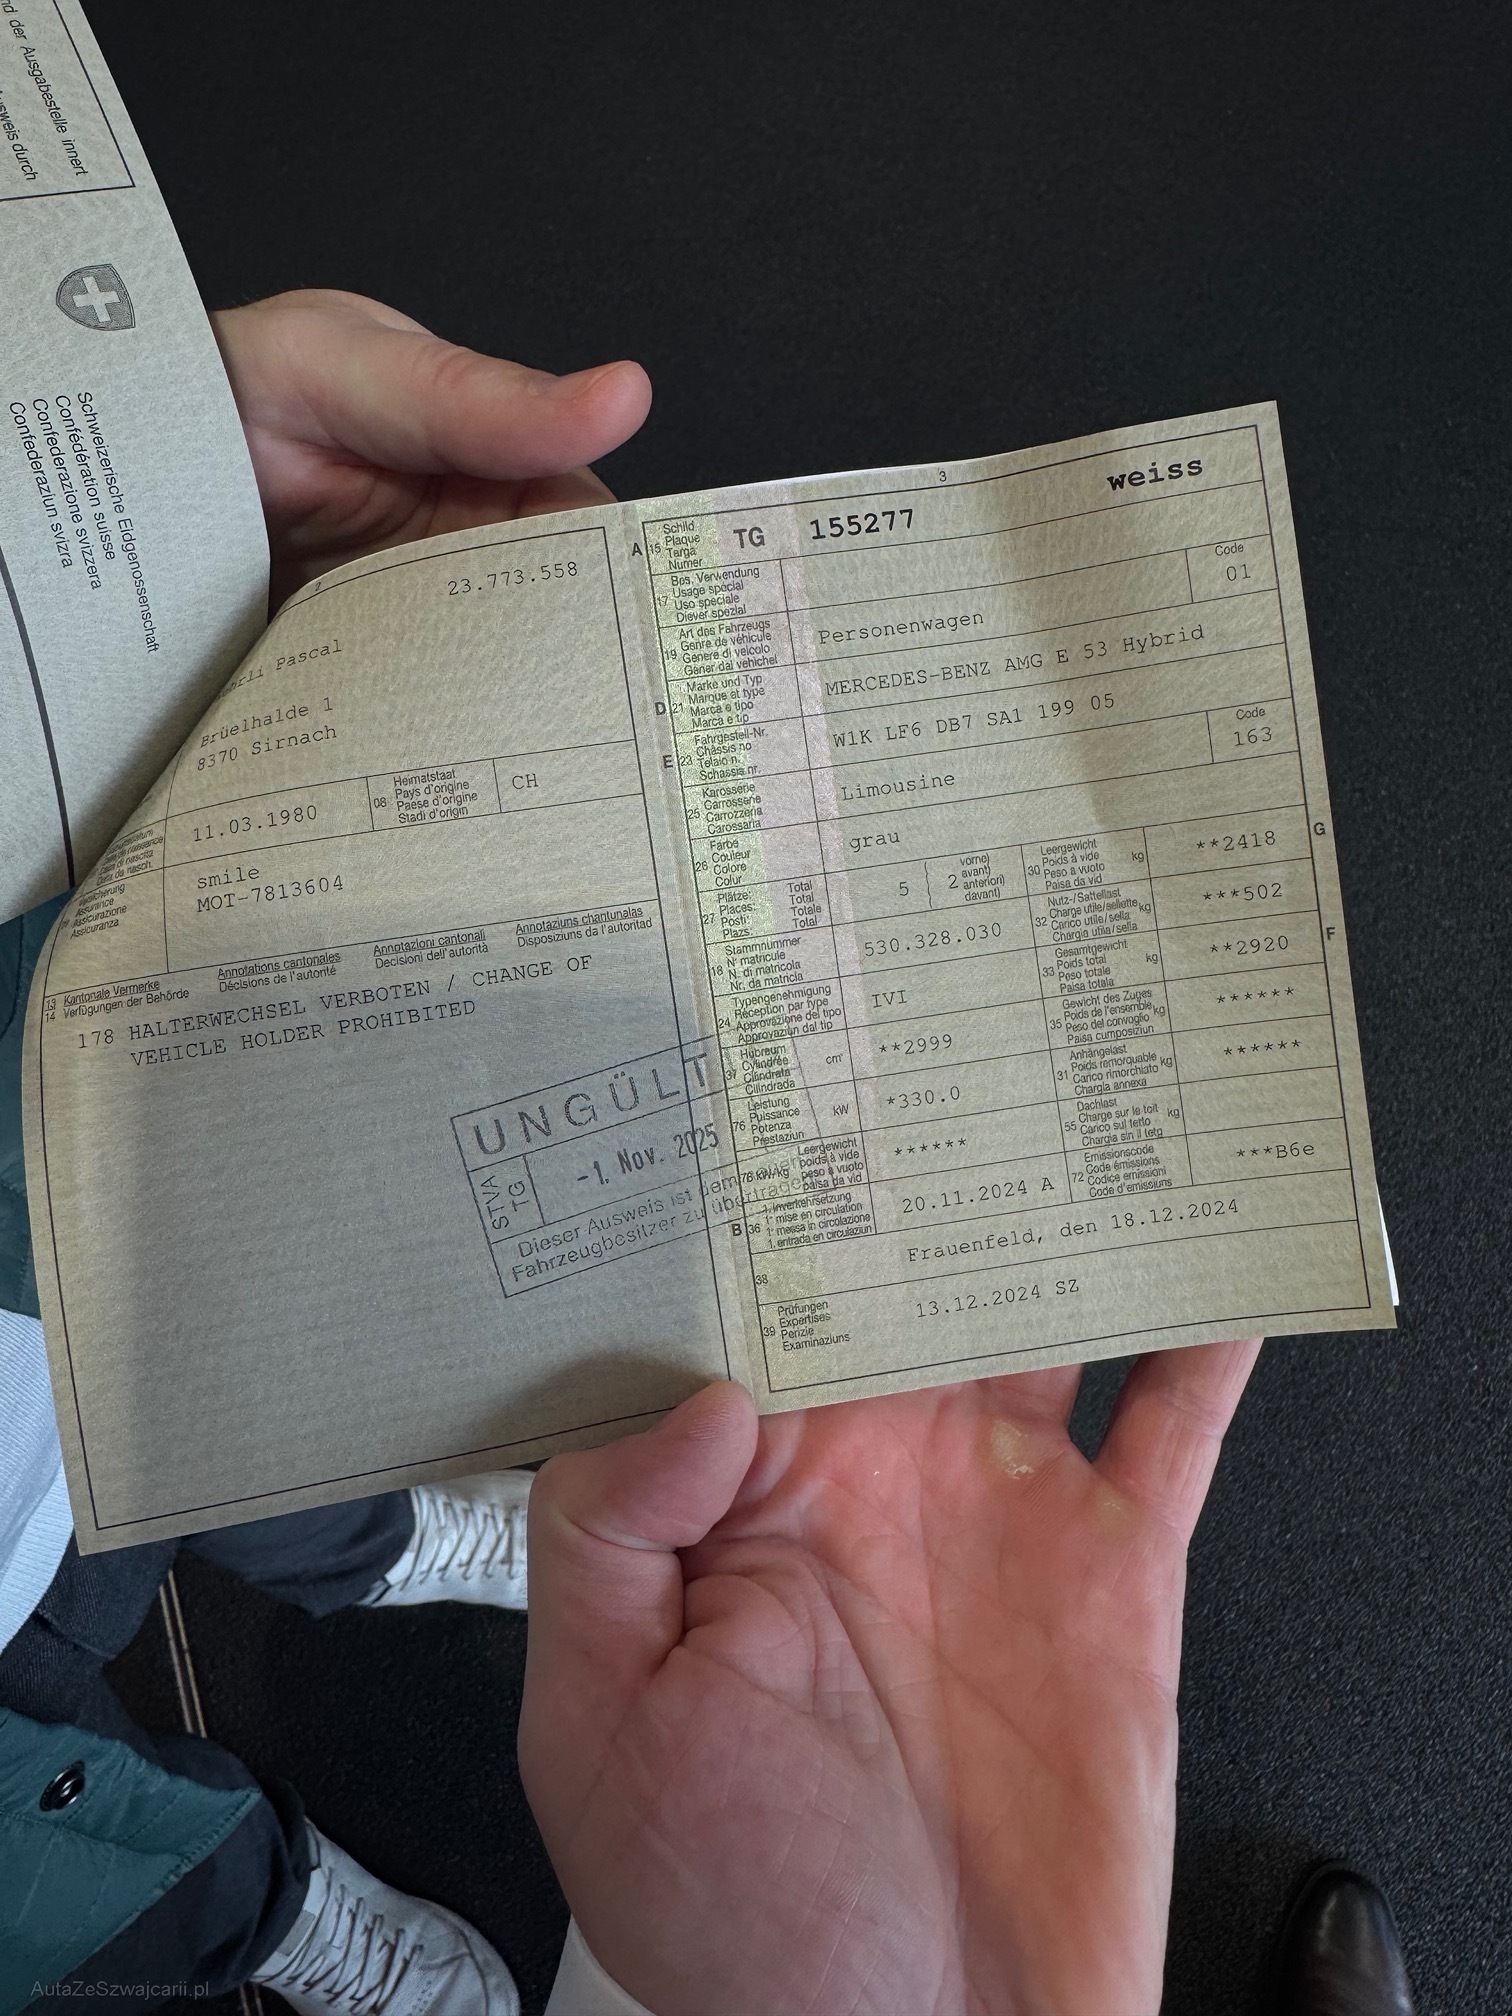 nd der Ausgabestelle innert
usweis durch
Schweizerische Eidgenossenschaft
Confédération suisse
Confederazione svizzera
Confederaziun svizra
2
23.773.558
Pascal
Brüelhalde 1
8370 Sirnach
11.03.1980
08 Heimatstaat
Pays d'origine
Paese d'origine
Stadi d'origin
CH
Assurance
Assicurazione
Assicuranza
smile
MOT-7813604
13 Kantonale Vermerke
14 Verfügungen der Behörde
Annotations cantonales
Décisions de l'autorité
Annotazioni cantonali
Decisioni dell'autorità
Annotaziuns chantunalas
Disposiziuns da l'autoritad
178 HALTERWECHSEL VERBOTEN / CHANGE OF
VEHICLE HOLDER PROHIBITED
UNGÜLT
STVA
TG
-1. Nov. 2025
Dieser Ausweis ist dem
Fahrzeugbesitzer zu übertragen
3
A
15 Schild
Plaque
Targa
Numer
TG 155277
weiss
17 Bes. Verwendung
Usage spécial
Uso speciale
Diever spezial
19 Art des Fahrzeugs
Genre de véhicule
Genere di veicolo
Gener dal vehichel
Personenwagen
Code
01
D
21 Marke und Typ
Marque et type
Marca e tipo
Marca e tip
MERCEDES-BENZ AMG E 53 Hybrid
E
23 Fahrgestell-Nr.
Châssis no
Telaio n.
Schassis nr.
W1K LF6 DB7 SA1 199 05
25 Karosserie
Carrosserie
Carrozzeria
Carossaria
Limousine
Code
163
26 Farbe
Couleur
Colore
Colur
grau
27 Plätze: Total
Places: Total
Posti: Totale
Plazs: Total
5
2
vorne)
avant)
anteriori)
davant)
30 Leergewicht
Poids à vide
Peso a vuoto
Paisa da vid
kg
**2418
G
18 Stammnummer
N° matricule
N. di matricola
Nr. da matricla
530.328.030
32 Nutz-/Sattellast
Charge utile/sellette
Carico utile/sella
Chargia utila/sella
kg
***502
24 Typengenehmigung
Réception par type
Approvazione del tipo
Approvaziun dal tip
IVI
33 Gesamtgewicht
Poids total
Peso totale
Paisa totala
kg
**2920
F
37 Hubraum
Cylindrée
Cilindrata
Cilindrada
cm³
**2999
35 Gewicht des Zuges
Poids de l'ensemble
Peso del convoglio
Paisa cumposiziun
kg
******
76 Leistung
Puissance
Potenza
Prestaziun
kW
*330.0
31 Anhängelast
Poids remorquable
Carico rimorchiato
Chargia annexa
kg
******
78 kW/kg
Leergewicht
poids à vide
peso a vuoto
paisa da vid
******
55 Dachlast
Charge sur le toit
Carico sul tetto
Chargia sin il tetg
kg
B
36 1. Inverkehrsetzung
1re mise en circulation
1a messa in circolazione
1. entrada en circulaziun
20.11.2024 A
72 Emissionscode
Code émissions
Codice emissioni
Code d'emissiuns
***B6e
38
Frauenfeld, den 18.12.2024
39 Prüfungen
Expertises
Perizie
Examinaziuns
13.12.2024 SZ
AutaZeSzwajcarii.pl